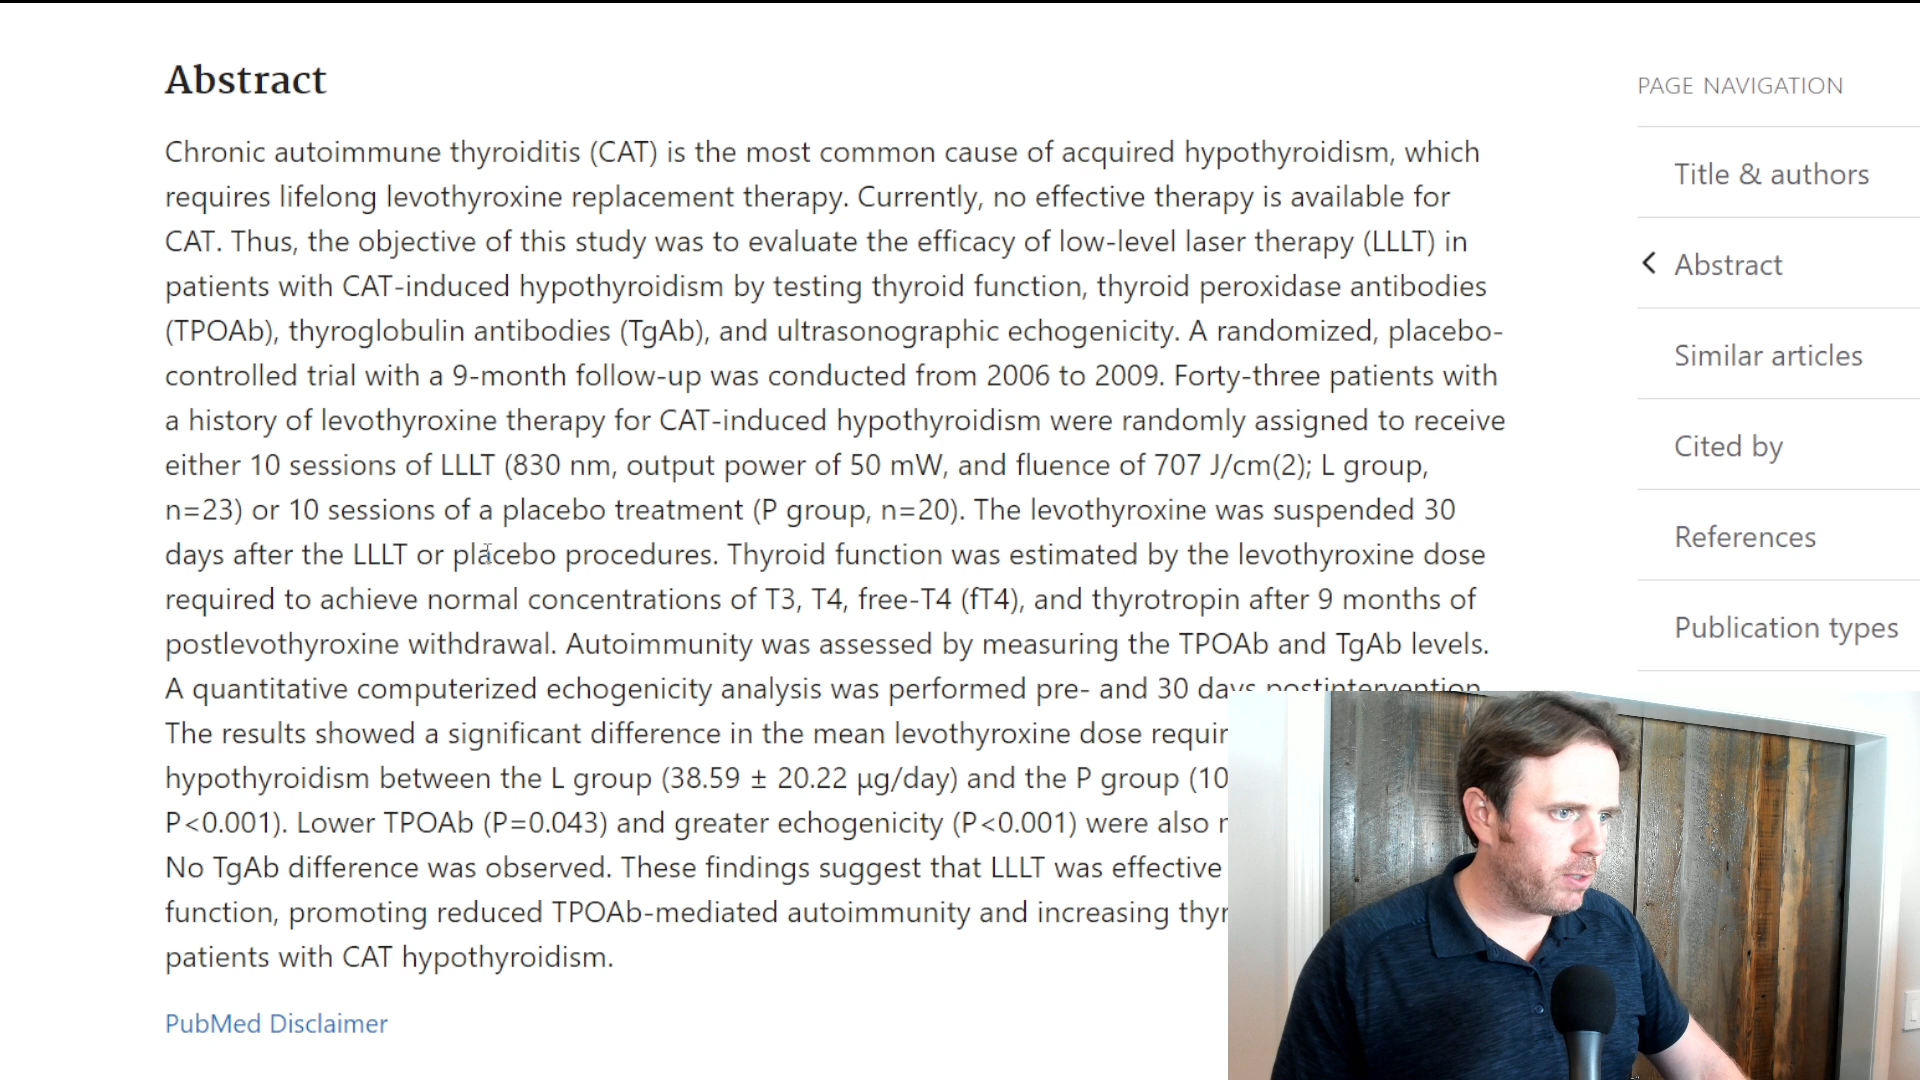 Abstract
Chronic autoimmune thyroiditis (CAT) is the most common cause of acquired hypothyroidism, which
requires lifelong levothyroxine replacement therapy. Currently, no effective therapy is available for
CAT. Thus, the objective of this study was to evaluate the efficacy of low-level laser therapy (LLLT) in
patients with CAT-induced hypothyroidism by testing thyroid function, thyroid peroxidase antibodies
(TPOAb), thyroglobulin antibodies (TgAb), and ultrasonographic echogenicity. A randomized, placebo-
controlled trial with a 9-month follow-up was conducted from 2006 to 2009. Forty-three patients with
a history of levothyroxine therapy for CAT-induced hypothyroidism were randomly assigned to receive
either 10 sessions of LLLT (830 nm, output power of 50 mW, and fluence of 707 J/cm(2); L group,
n=23) or 10 sessions of a placebo treatment (P group, n=20). The levothyroxine was suspended 30
days after the LLLT or placebo procedures. Thyroid function was estimated by the levothyroxine dose
required to achieve normal concentrations of T3, T4, free-T4 (fT4), and thyrotropin after 9 months of
postlevothyroxine withdrawal. Autoimmunity was assessed by measuring the TPOAb and TgAb levels.
A quantitative computerized echogenicity analysis was performed pre- and 30 days postintervention.
The results showed a significant difference in the mean levothyroxine dose
hypothyroidism between the L group (38.59 ± 20.22 µg/day) and the P group
P<0.001). Lower TPOAb (P=0.043) and greater echogenicity (P<0.001) were also
No TgAb difference was observed. These findings suggest that LLLT was effective
function, promoting reduced TPOAb-mediated autoimmunity and increasing
patients with CAT hypothyroidism.
PubMed Disclaimer
PAGE NAVIGATION
Title & authors
Abstract
Similar articles
Cited by
References
Publication types